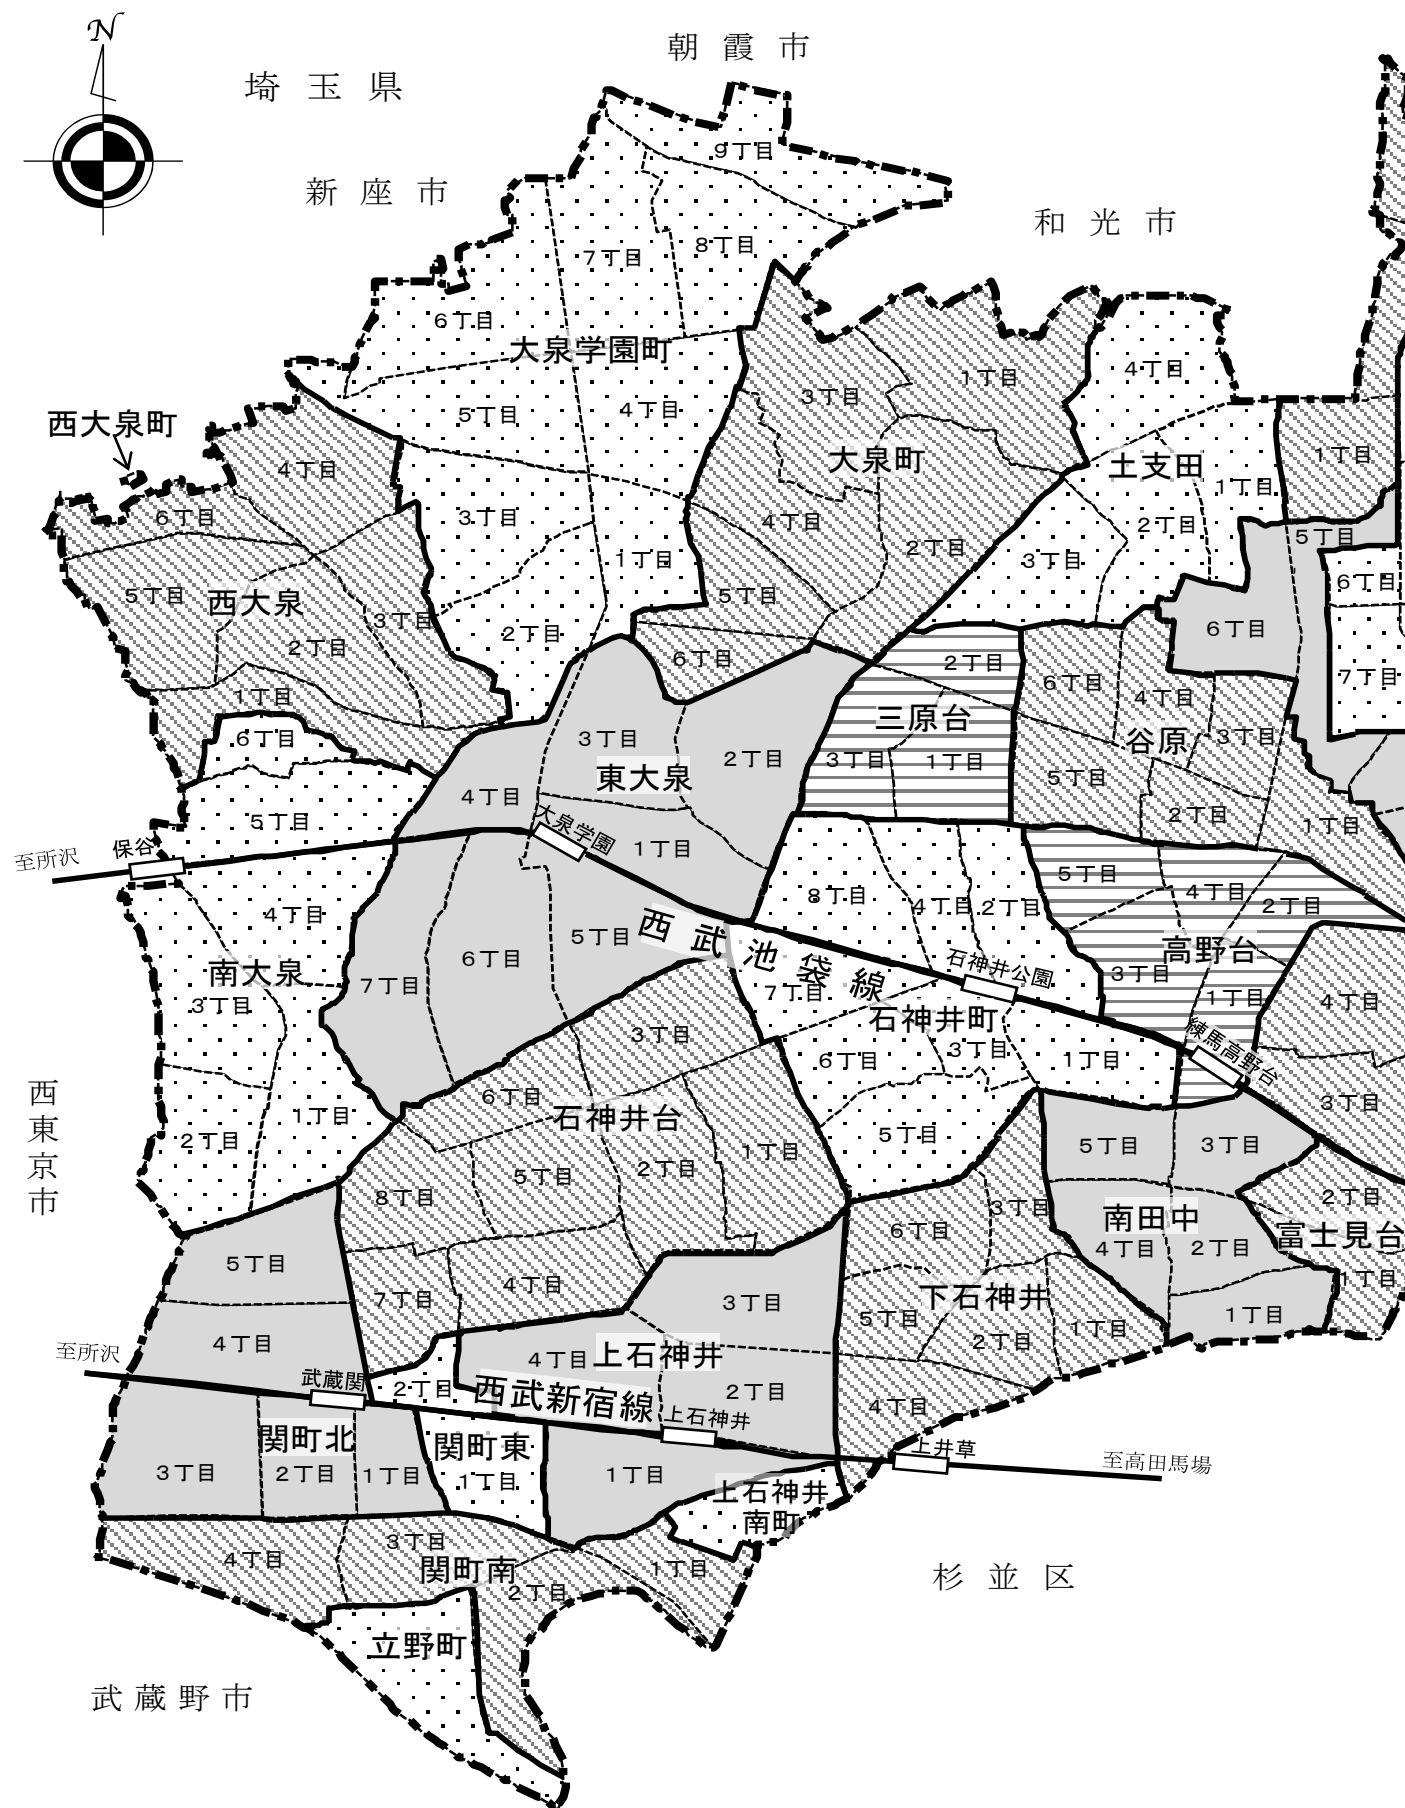 N
埼玉県
朝霞市
新座市
和光市
9丁目
7丁目
8丁目
6丁目
大泉学園町
5丁目
4丁目
3丁目
1丁目
2丁目
西大泉町
4丁目
6丁目
5丁目
西大泉
3丁目
2丁目
1丁目
3丁目
1丁目
大泉町
4丁目
2丁目
5丁目
6丁目
4丁目
土支田
1丁目
2丁目
3丁目
1丁目
5丁目
6丁目
6丁目
7丁目
2丁目
三原台
3丁目
1丁目
6丁目
4丁目
谷原
3丁目
5丁目
2丁目
1丁目
6丁目
5丁目
4丁目
南大泉
3丁目
1丁目
2丁目
3丁目
東大泉
2丁目
4丁目
1丁目
5丁目
6丁目
7丁目
至所沢
保谷
大泉学園
西武池袋線
石神井公園
練馬高野台
8丁目
4丁目
2丁目
7丁目
石神井町
6丁目
3丁目
1丁目
5丁目
5丁目
4丁目
2丁目
高野台
3丁目
1丁目
4丁目
3丁目
2丁目
富士見台
1丁目
3丁目
6丁目
石神井台
5丁目
2丁目
1丁目
8丁目
4丁目
7丁目
5丁目
3丁目
南田中
4丁目
2丁目
1丁目
3丁目
6丁目
下石神井
5丁目
2丁目
1丁目
4丁目
西東京市
5丁目
4丁目
関町北
3丁目
2丁目
1丁目
至所沢
武蔵関
西武新宿線
上石神井
上井草
至高田馬場
3丁目
上石神井
4丁目
2丁目
1丁目
2丁目
関町東
1丁目
上石神井
南町
4丁目
3丁目
関町南
2丁目
1丁目
立野町
杉並区
武蔵野市